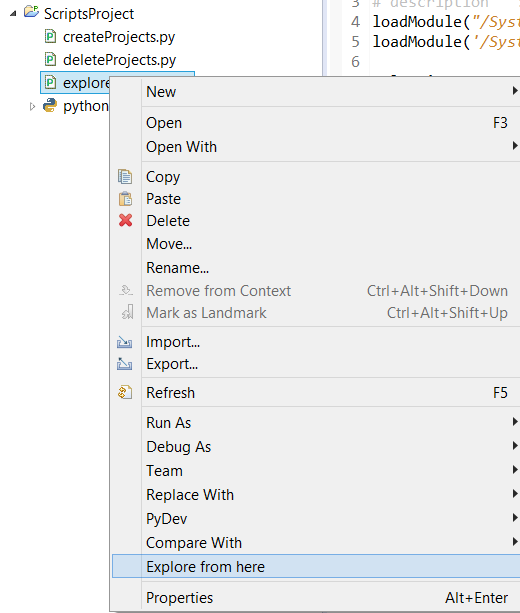 ScriptsProject
createProjects.py
deleteProjects.py
explore
python
3 # description
4 loadModule("/Sys
5 loadModule('/Sys
6
New
Open F3
Open With
Copy
Paste
Delete
Move...
Rename...
Remove from Context Ctrl+Alt+Shift+Down
Mark as Landmark Ctrl+Alt+Shift+Up
Import...
Export...
Refresh F5
Run As
Debug As
Team
Replace With
PyDev
Compare With
Explore from here
Properties Alt+Enter